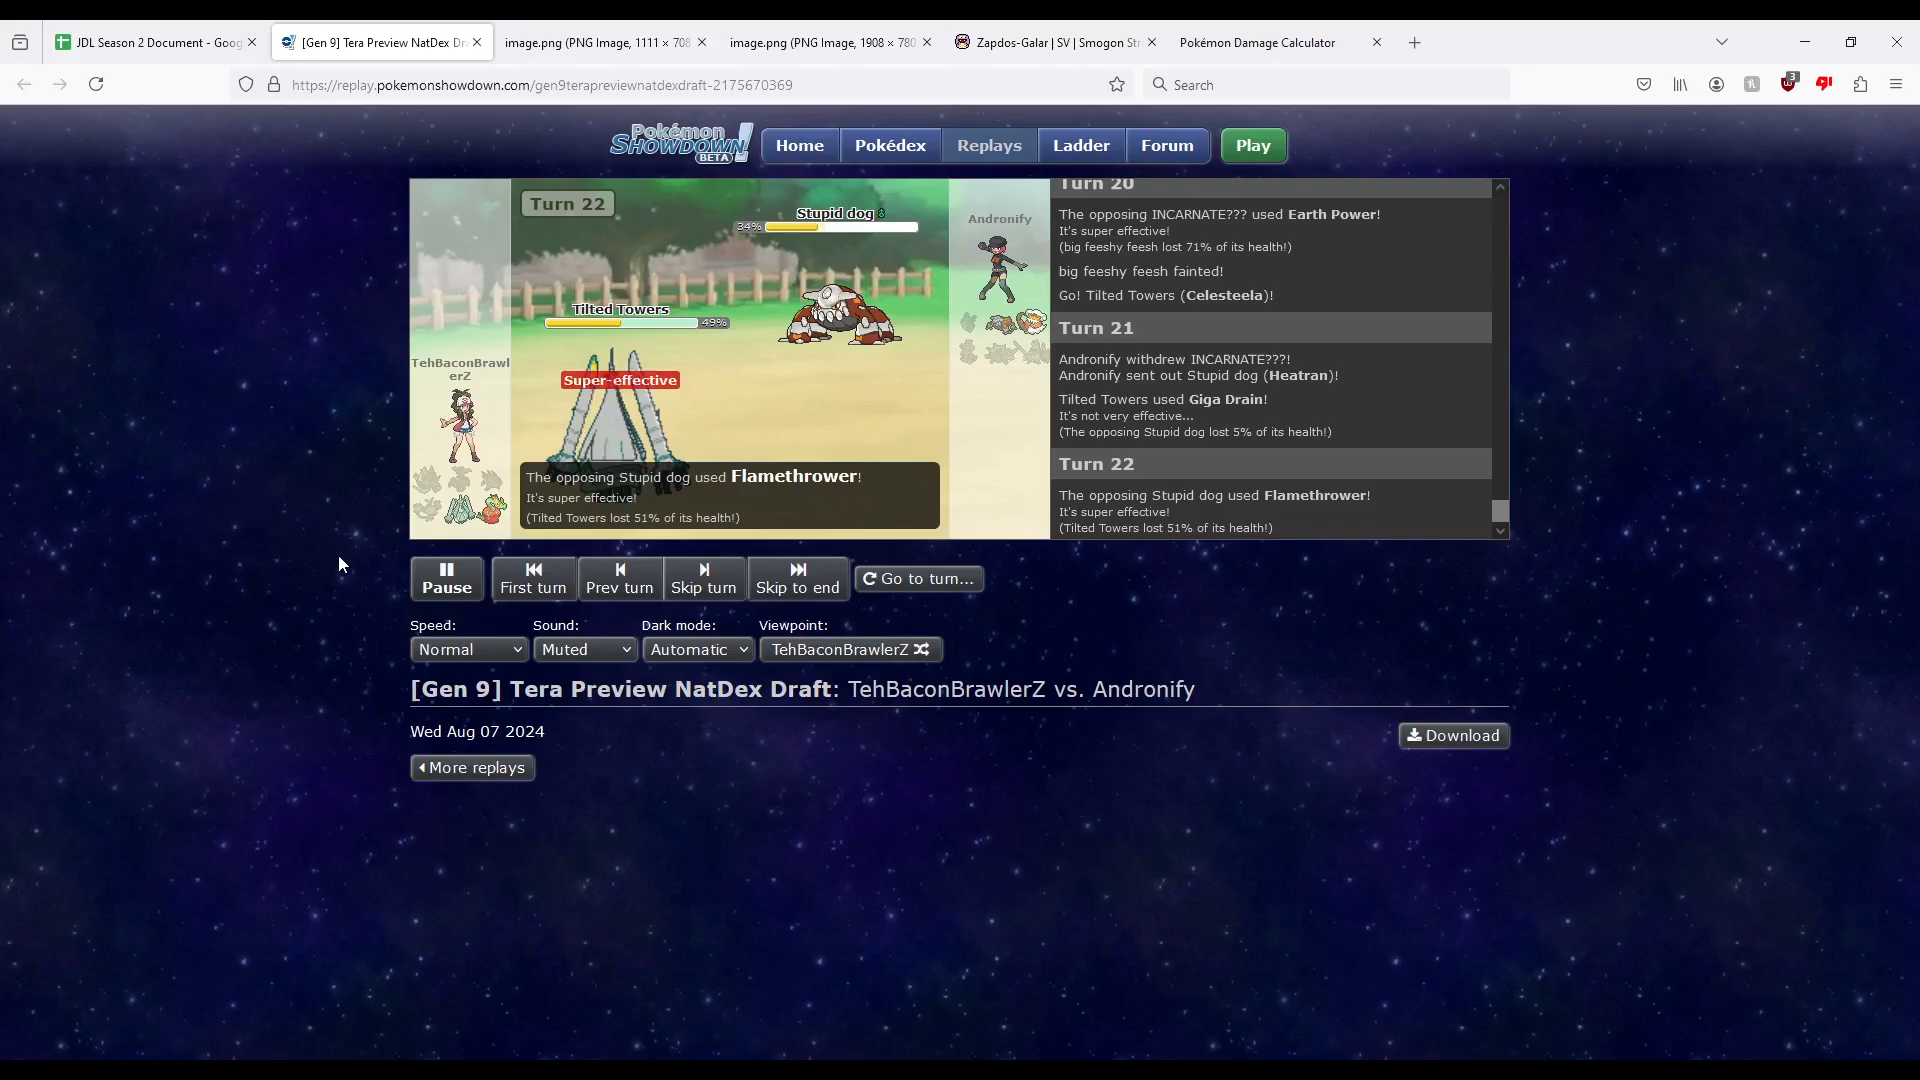 JDL Season 2 Document - Goog
[Gen 9] Tera Preview NatDex Dr
image.png (PNG Image, 1111 × 708
image.png (PNG Image, 1908 × 780
Zapdos-Galar | SV | Smogon Str
Pokémon Damage Calculator
https://replay.pokemonshowdown.com/gen9terapreviewnatdexdraft-2175670369
Search
3
Pokémon
SHOWDOWN!
BETA
Home
Pokédex
Replays
Ladder
Forum
Play
Turn 22
Stupid dog
34%
Tilted Towers
49%
Super-effective
TehBaconBrawl
erZ
Andronify
The opposing Stupid dog used Flamethrower!
It's super effective!
(Tilted Towers lost 51% of its health!)
Turn 20
The opposing INCARNATE??? used Earth Power!
It's super effective!
(big feeshy feesh lost 71% of its health!)
big feeshy feesh fainted!
Go! Tilted Towers (Celesteela)!
Turn 21
Andronify withdrew INCARNATE???!
Andronify sent out Stupid dog (Heatran)!
Tilted Towers used Giga Drain!
It's not very effective...
(The opposing Stupid dog lost 5% of its health!)
Turn 22
The opposing Stupid dog used Flamethrower!
It's super effective!
(Tilted Towers lost 51% of its health!)
Pause
First turn
Prev turn
Skip turn
Skip to end
Go to turn...
Speed:
Sound:
Dark mode:
Viewpoint:
Normal
Muted
Automatic
TehBaconBrawlerZ
[Gen 9] Tera Preview NatDex Draft: TehBaconBrawlerZ vs. Andronify
Wed Aug 07 2024
Download
More replays